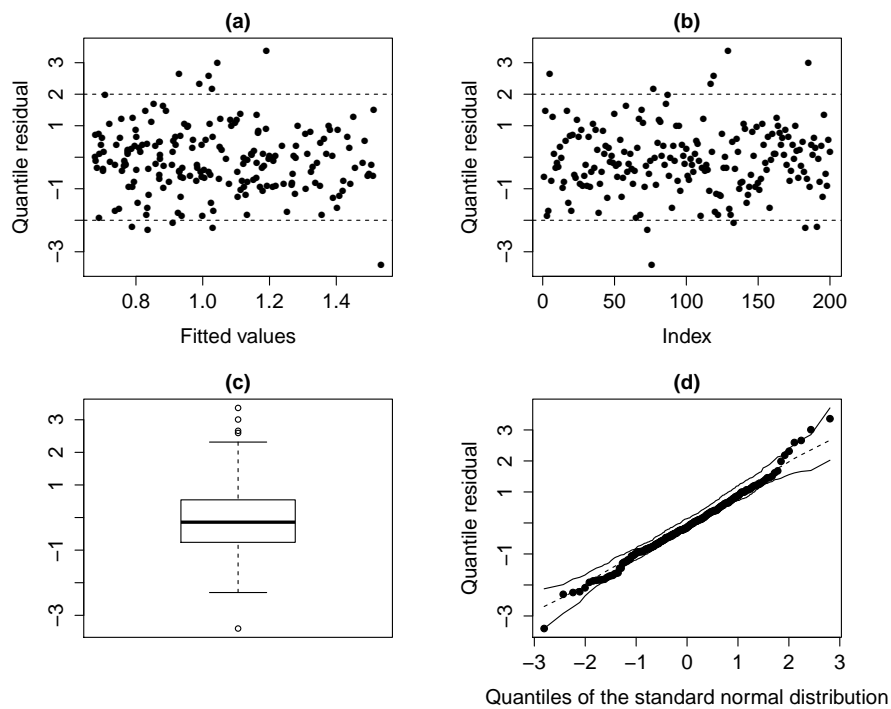 (a)
Quantile residual
3
2
1
−1
−3
0.8 1.0 1.2 1.4
Fitted values
(b)
Quantile residual
3
2
1
−1
−3
0 50 100 150 200
Index
(c)
3
2
1
−1
−3
(d)
Quantile residual
3
2
1
−1
−3
−3 −2 −1 0 1 2 3
Quantiles of the standard normal distribution